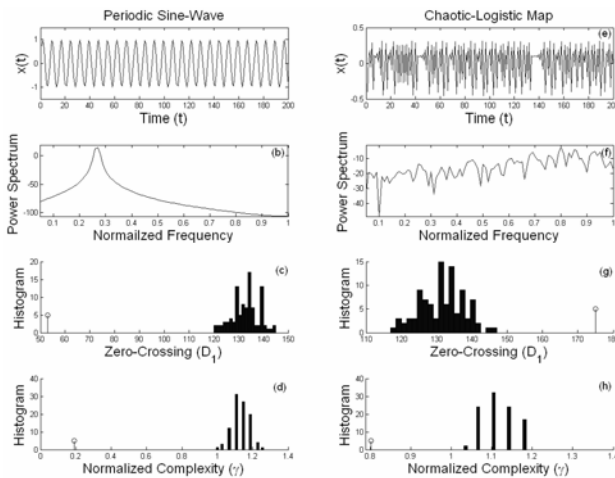 Periodic Sine-Wave
Chaotic-Logistic Map
1
0
-1
x(t)
0 20 40 60 80 100 120 140 160 180 200
Time (t)
(e)
0.5
0
-0.5
x(t)
0 20 40 60 80 100 120 140 160 180 200
Time (t)
(b)
0
-50
-100
Power Spectrum
0.1 0.2 0.3 0.4 0.5 0.6 0.7 0.8 0.9 1
Normailzed Frequency
(f)
-10
-20
-30
-40
Power Spectrum
0.1 0.2 0.3 0.4 0.5 0.6 0.7 0.8 0.9 1
Normalized Frequency
(c)
20
15
10
5
0
Histogram
50 60 70 80 90 100 110 120 130 140 150
Zero-Crossing (D1)
(g)
15
10
5
0
Histogram
110 120 130 140 150 160 170 180
Zero-Crossing (D1)
(d)
40
30
20
10
0
Histogram
0 0.2 0.4 0.6 0.8 1 1.2 1.4
Normalized Complexity (γ)
(h)
40
30
20
10
0
Histogram
0.8 0.9 1 1.1 1.2 1.3 1.4
Normalized Complexity (γ)